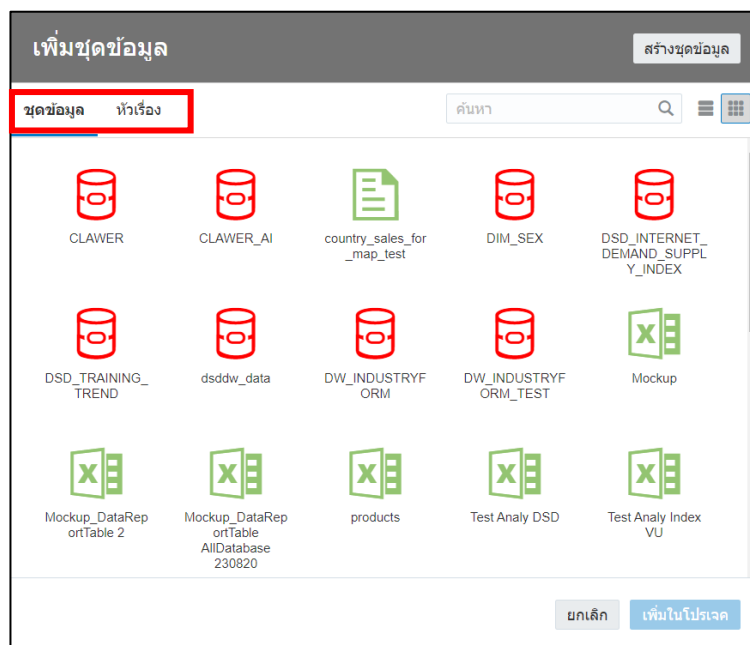 เพิ่มชุดข้อมูล
สร้างชุดข้อมูล
ชุดข้อมูล หัวเรื่อง
ค้นหา
CLAWER
CLAWER_AI
country_sales_for
_map_test
DIM_SEX
DSD_INTERNET_
DEMAND_SUPPL
Y_INDEX
DSD_TRAINING_
TREND
dsddw_data
DW_INDUSTRYF
ORM
DW_INDUSTRYF
ORM_TEST
Mockup
Mockup_DataRep
ortTable 2
Mockup_DataRep
ortTable
AllDatabase
230820
products
Test Analy DSD
Test Analy Index
VU
ยกเลิก
เพิ่มในโปรเจค